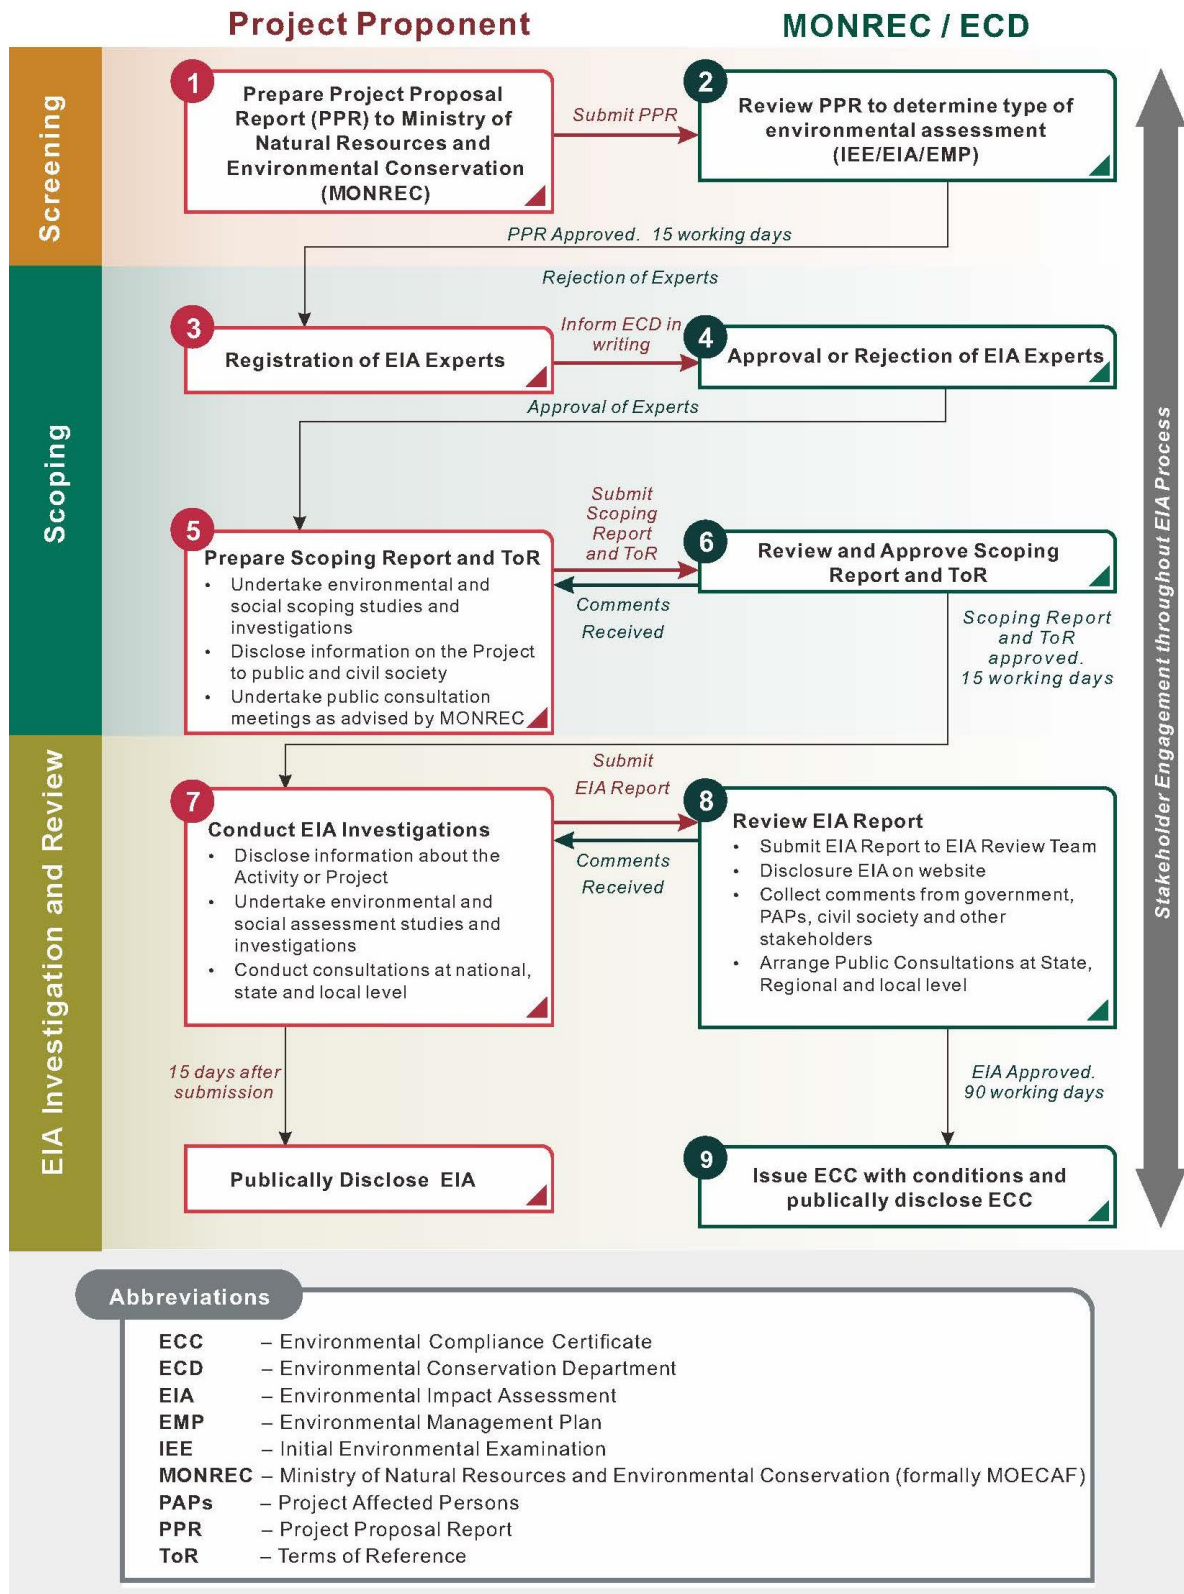 Project Proponent
MONREC / ECD
Screening
1
Prepare Project Proposal
Report (PPR) to Ministry of
Natural Resources and
Environmental Conservation
(MONREC)
Submit PPR
2
Review PPR to determine type of
environmental assessment
(IEE/EIA/EMP)
PPR Approved. 15 working days
Scoping
Rejection of Experts
3
Registration of EIA Experts
Inform ECD in
writing
4
Approval or Rejection of EIA Experts
Approval of Experts
5
Prepare Scoping Report and ToR
• Undertake environmental and
social scoping studies and
investigations
• Disclose information on the Project
to public and civil society
• Undertake public consultation
meetings as advised by MONREC
Submit
Scoping
Report
and ToR
Comments
Received
6
Review and Approve Scoping
Report and ToR
Scoping Report
and ToR
approved.
15 working days
EIA Investigation and Review
7
Conduct EIA Investigations
• Disclose information about the
Activity or Project
• Undertake environmental and
social assessment studies and
investigations
• Conduct consultations at national,
state and local level
Submit
EIA Report
Comments
Received
8
Review EIA Report
• Submit EIA Report to EIA Review Team
• Disclosure EIA on website
• Collect comments from government,
PAPs, civil society and other
stakeholders
• Arrange Public Consultations at State,
Regional and local level
15 days after
submission
EIA Approved.
90 working days
Publically Disclose EIA
9
Issue ECC with conditions and
publically disclose ECC
Stakeholder Engagement throughout EIA Process
Abbreviations
ECC – Environmental Compliance Certificate
ECD – Environmental Conservation Department
EIA – Environmental Impact Assessment
EMP – Environmental Management Plan
IEE – Initial Environmental Examination
MONREC – Ministry of Natural Resources and Environmental Conservation (formally MOECAF)
PAPs – Project Affected Persons
PPR – Project Proposal Report
ToR – Terms of Reference